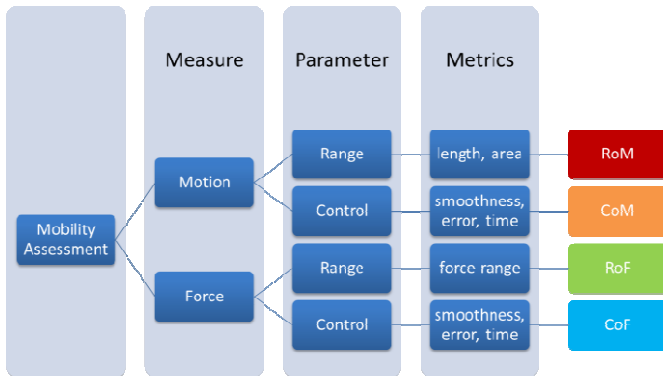 Measure
Parameter
Metrics
Range
length, area
RoM
Motion
Control
smoothness,
error, time
CoM
Mobility
Assessment
Range
force range
RoF
Force
Control
smoothness,
error, time
CoF